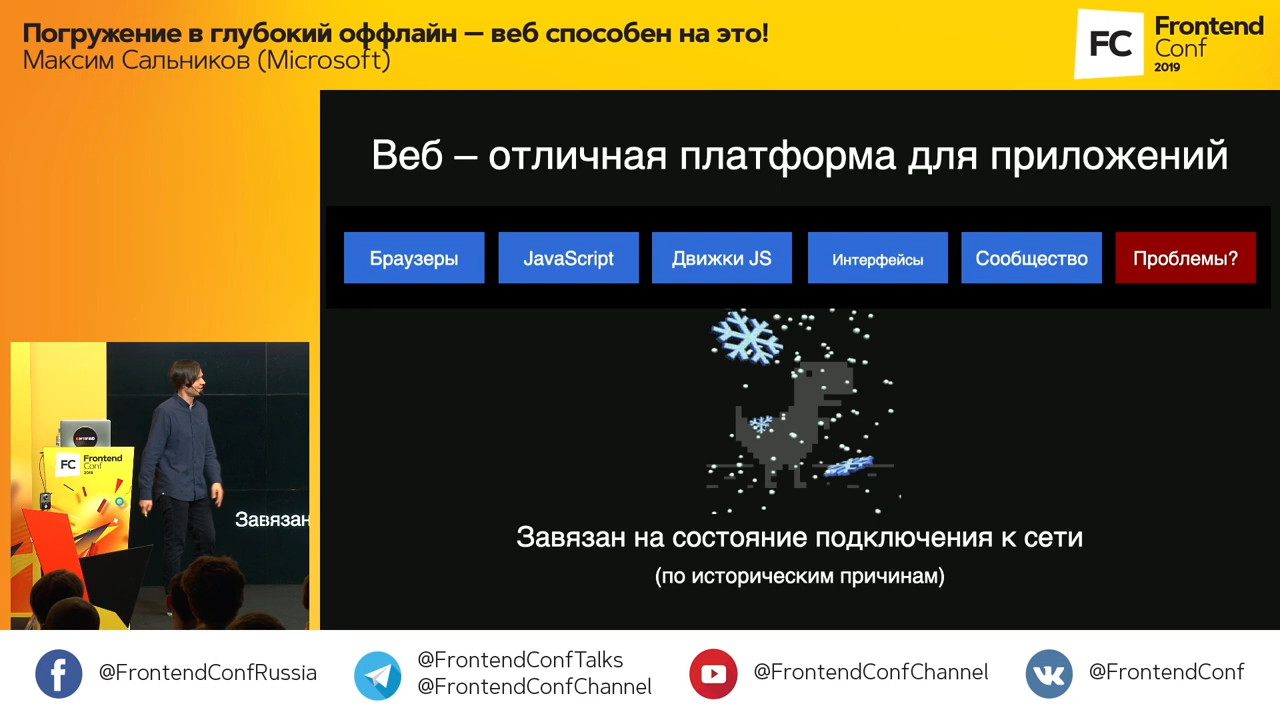 Погружение в глубокий оффлайн — веб способен на это!
Максим Сальников (Microsoft)
FC
Frontend
Conf
2019
Веб – отличная платформа для приложений
Браузеры
JavaScript
Движки JS
Интерфейсы
Сообщество
Проблемы?
Завязан на состояние подключения к сети
(по историческим причинам)
FC
Frontend
Conf
2019
Завязан
@FrontendConfRussia
@FrontendConfTalks
@FrontendConfChannel
@FrontendConfChannel
@FrontendConf